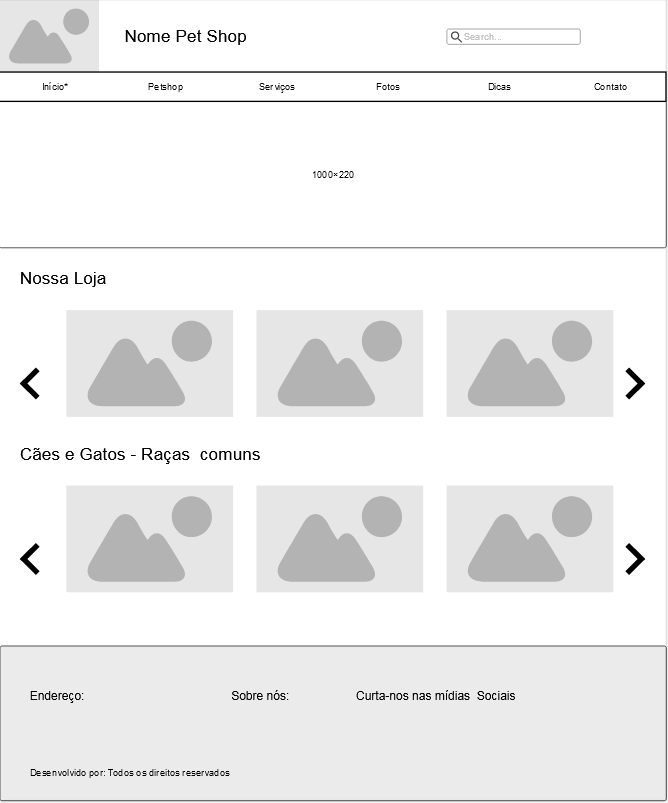 Nome Pet Shop
Search...
Início*
Petshop
Serviços
Fotos
Dicas
Contato
1000×220
Nossa Loja
Cães e Gatos - Raças  comuns
Endereço:
Sobre nós:
Curta-nos nas mídias  Sociais
Desenvolvido por: Todos os direitos reservados